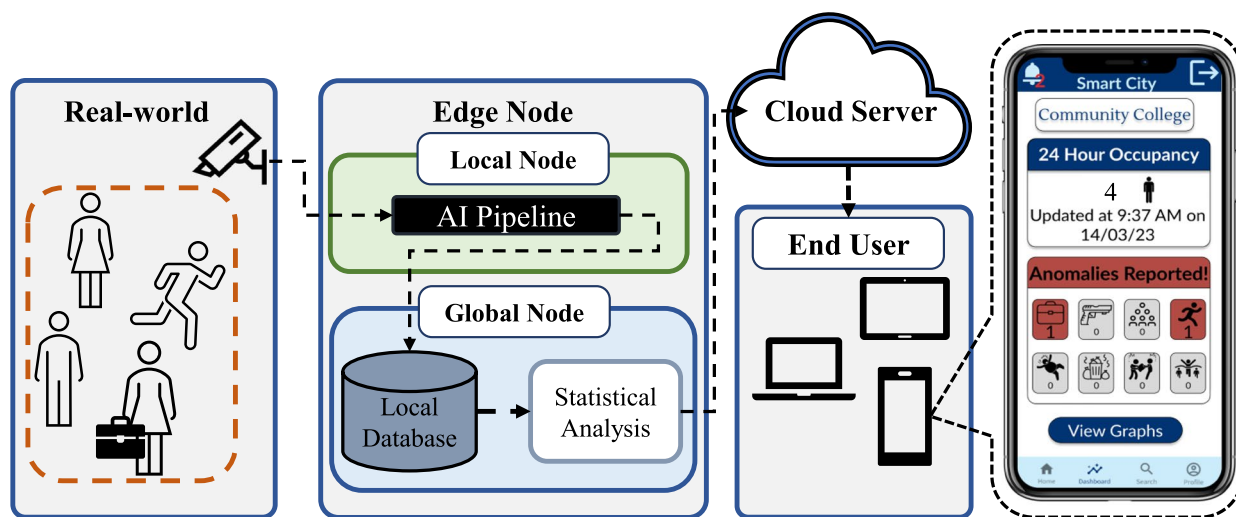 Real-world
Edge Node
Local Node
AI Pipeline
Global Node
Local
Database
Statistical
Analysis
Cloud Server
End User
2
Smart City
Community College
24 Hour Occupancy
4
Updated at 9:37 AM on
14/03/23
Anomalies Reported!
1 0 0 1
0 0 0 0
View Graphs
Home Dashboard Search Profile